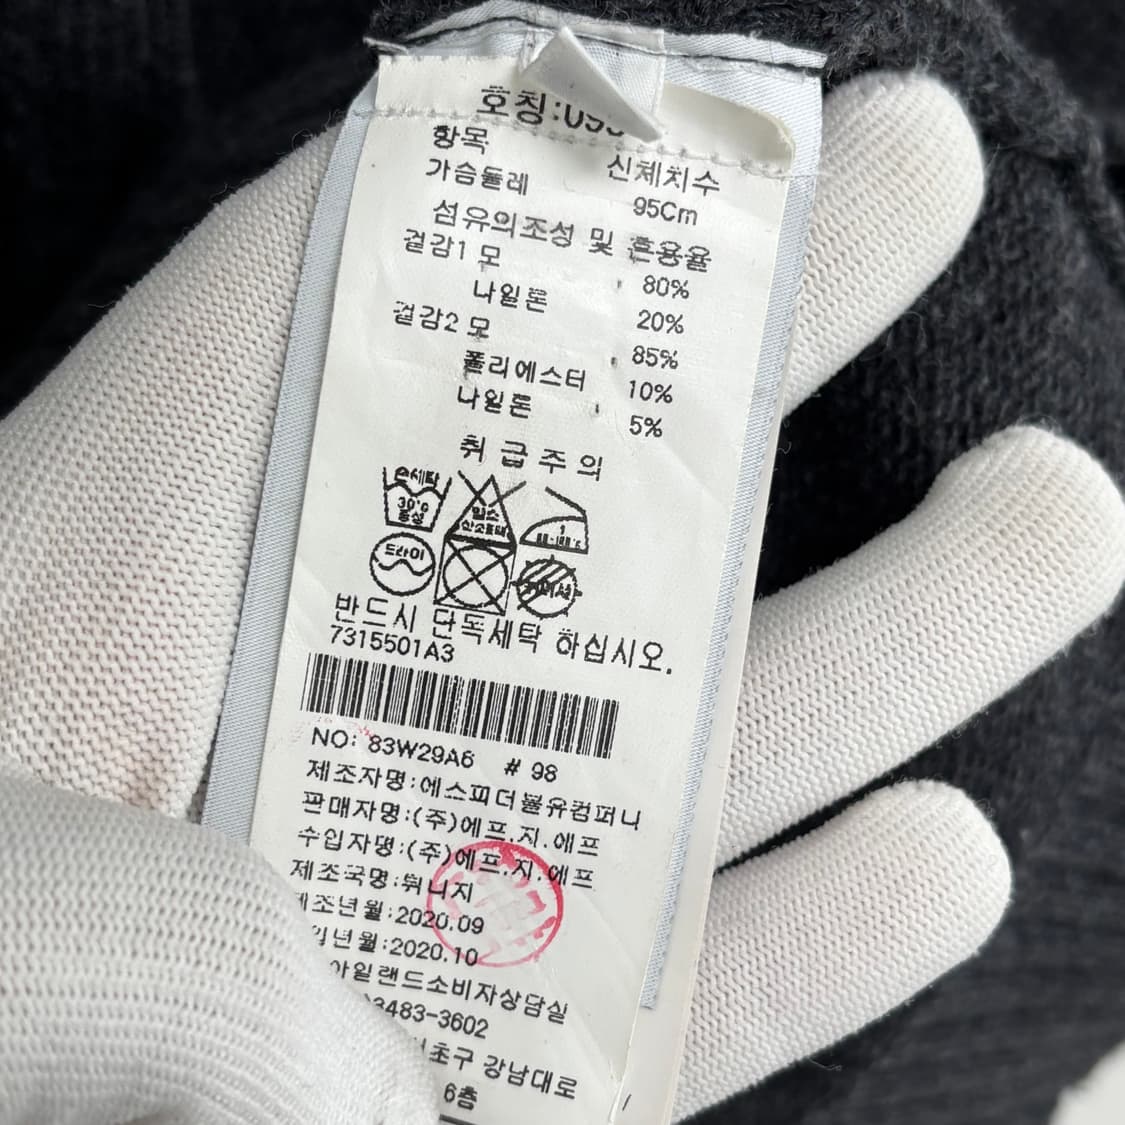 호칭:095
항목 신체치수
가슴둘레 95Cm
섬유의조성 및 혼용율
겉감1 모 80%
나일론 20%
겉감2 모 85%
폴리에스터 10%
나일론 5%
취급주의
손세탁 30℃ 중성
염소 산소표백
1
드라이
반드시 단독세탁 하십시오.
7315501A3
NO: 83W29A6 # 98
제조자명:에스피더블유컴퍼니
판매자명:(주)에프.지.에프
수입자명:(주)에프.지.에프
제조국명:튀니지
제조년월:2020.09
입년월:2020.10
아일랜드소비자상담실
3483-3602
초구 강남대로
6층